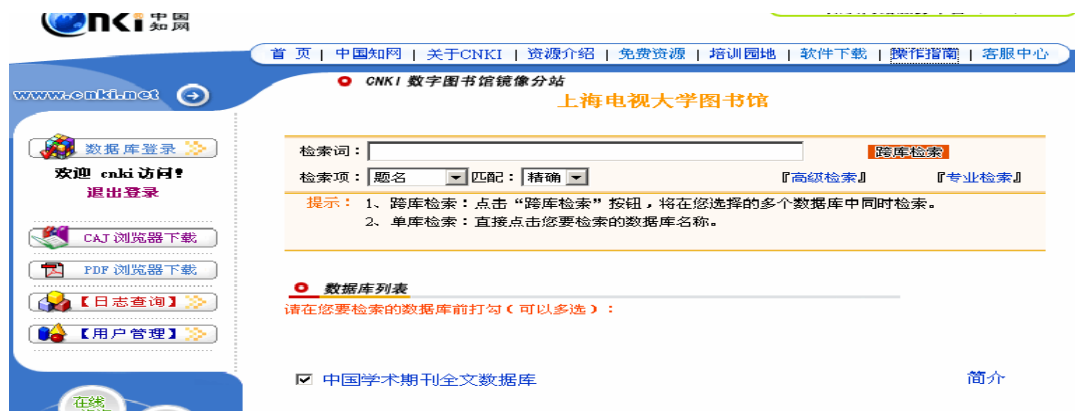 cnki 中国知网
首 页 | 中国知网 | 关于CNKI | 资源介绍 | 免费资源 | 培训园地 | 软件下载 | 操作指南 | 客服中心
www.cnki.net
CNKI 数字图书馆镜像分站
上海电视大学图书馆
数据库登录
欢迎 cnki 访问!
退出登录
CAJ 浏览器下载
PDF 浏览器下载
【日志查询】
【用户管理】
在线
检索词: 跨库检索
检索项: 题名 匹配: 精确 『高级检索』 『专业检索』
提示: 1、跨库检索:点击“跨库检索”按钮,将在您选择的多个数据库中同时检索。
2、单库检索:直接点击您要检索的数据库名称。
数据库列表
请在您要检索的数据库前打勾(可以多选):
中国学术期刊全文数据库 简介